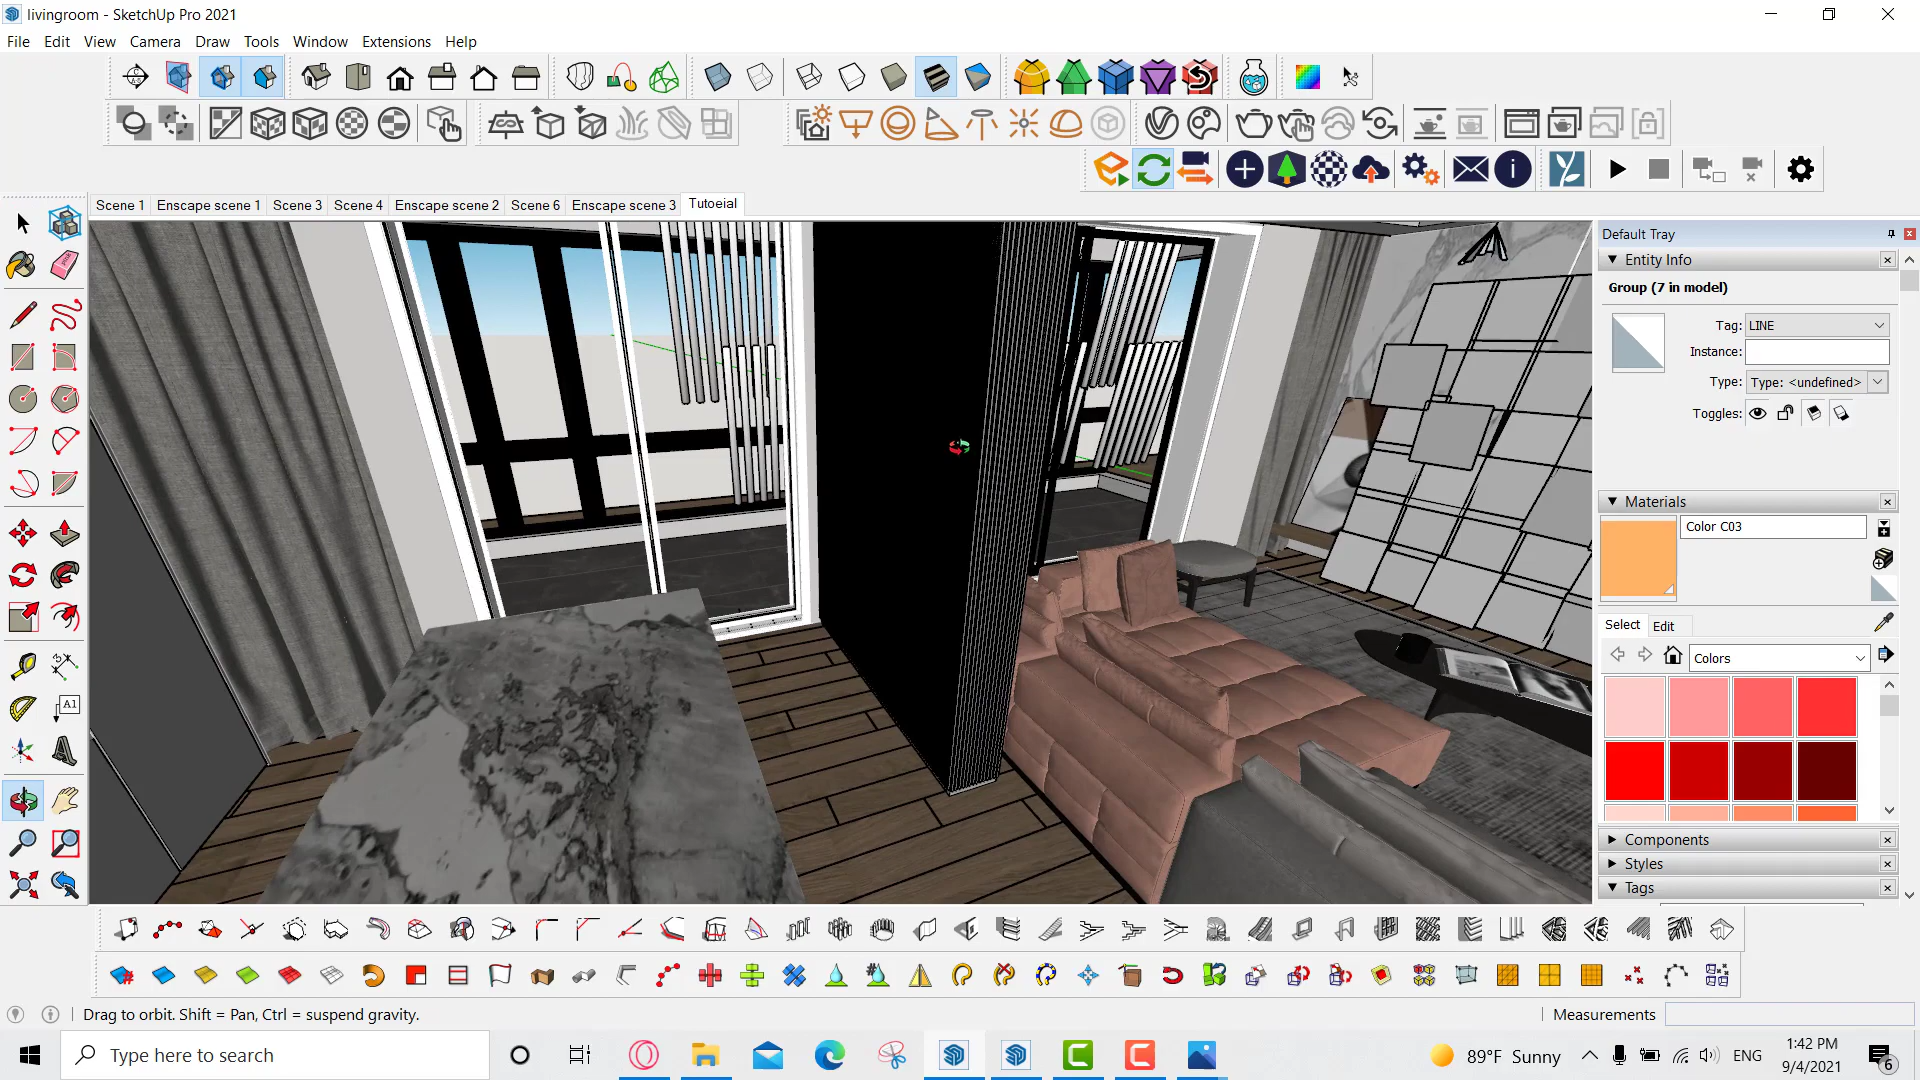 livingroom - SketchUp Pro 2021
File Edit View Camera Draw Tools Window Extensions Help
Scene 1 Enscape scene 1 Scene 3 Scene 4 Enscape scene 2 Scene 6 Enscape scene 3 Tutoeial
Default Tray
Entity Info
Group (7 in model)
Tag: LINE
Instance:
Type: Type: <undefined>
Toggles:
Materials
Color C03
Select Edit
Colors
Components
Styles
Tags
A1
Drag to orbit. Shift = Pan, Ctrl = suspend gravity.
Measurements
Type here to search
89°F Sunny
ENG
1:42 PM
9/4/2021
6